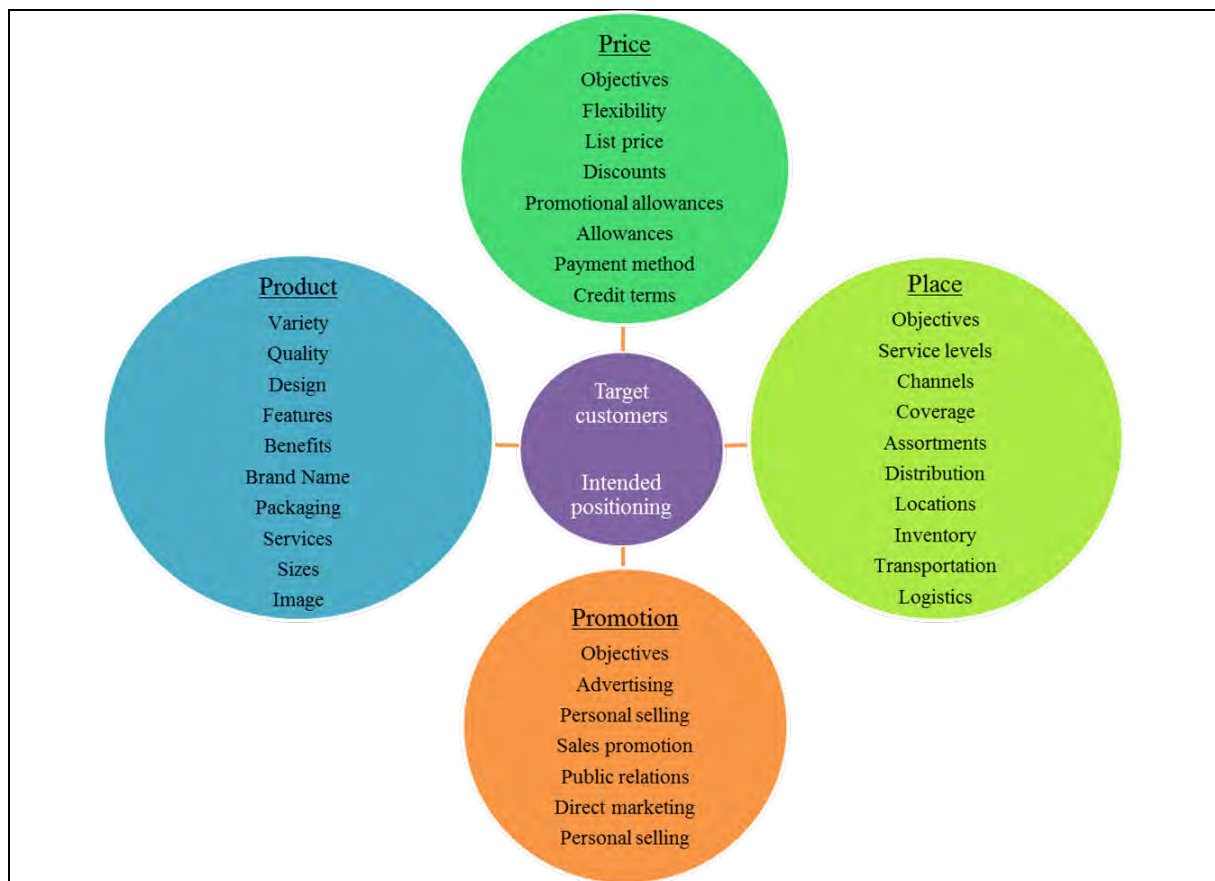 Price
Objectives
Flexibility
List price
Discounts
Promotional allowances
Allowances
Payment method
Credit terms
Product
Variety
Quality
Design
Features
Benefits
Brand Name
Packaging
Services
Sizes
Image
Target
customers
Intended
positioning
Place
Objectives
Service levels
Channels
Coverage
Assortments
Distribution
Locations
Inventory
Transportation
Logistics
Promotion
Objectives
Advertising
Personal selling
Sales promotion
Public relations
Direct marketing
Personal selling